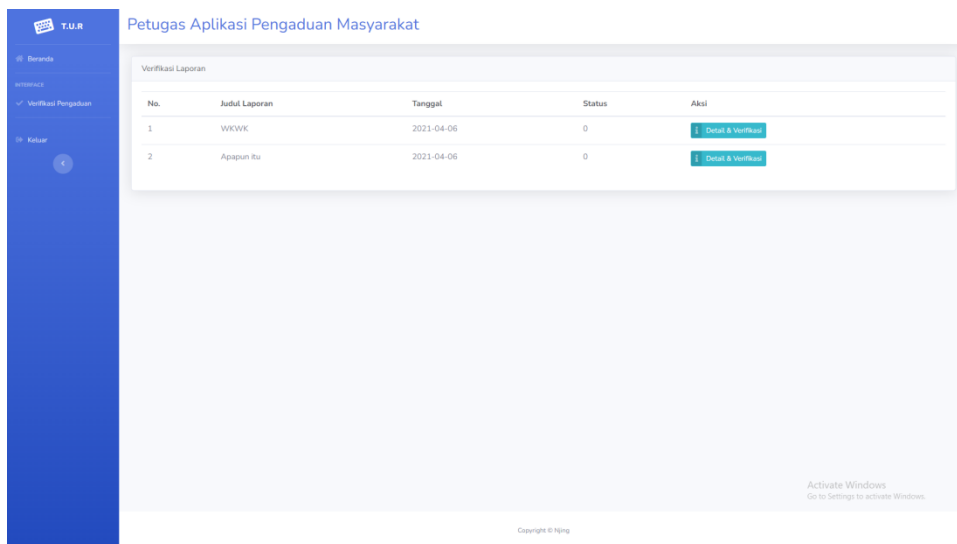 T.U.R
Petugas Aplikasi Pengaduan Masyarakat
Beranda
INTERFACE
Verifikasi Pengaduan
Keluar
Verifikasi Laporan
No. Judul Laporan Tanggal Status Aksi
1 WKWK 2021-04-06 0 Detail & Verifikasi
2 Apapun itu 2021-04-06 0 Detail & Verifikasi
Activate Windows
Go to Settings to activate Windows.
Copyright © Njing